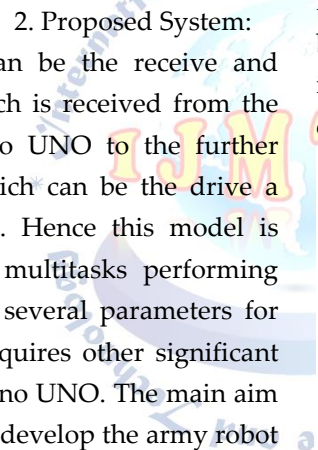 2. Proposed System:
an be the receive and
ch is received from the
o UNO to the further
ich can be the drive a
. Hence this model is
multitasks performing
several parameters for
quires other significant
no UNO. The main aim
develop the army robot
IJM